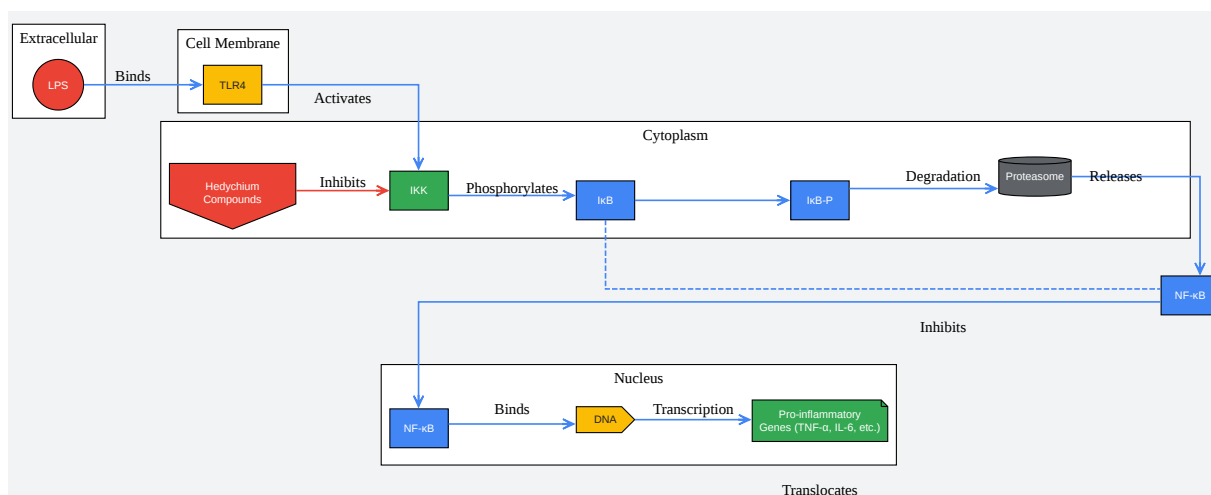 Extracellular
LPS
Binds
Cell Membrane
TLR4
Activates
Cytoplasm
Hedychium
Compounds
Inhibits
IKK
Phosphorylates
IκB
IκB-P
Degradation
Proteasome
Releases
NF-κB
Inhibits
Nucleus
NF-κB
Binds
DNA
Transcription
Pro-inflammatory
Genes (TNF-α, IL-6, etc.)
Translocates